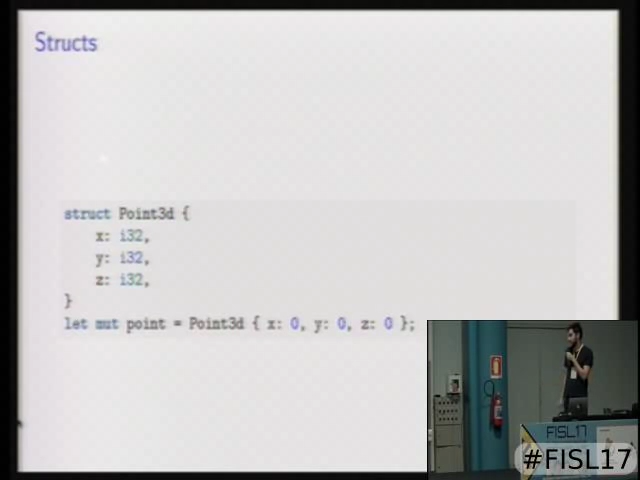 Structs
struct Point3d {
x: i32,
y: i32,
z: i32,
}
let mut point = Point3d { x: 0, y: 0, z: 0 };
FISL17
#FISL17